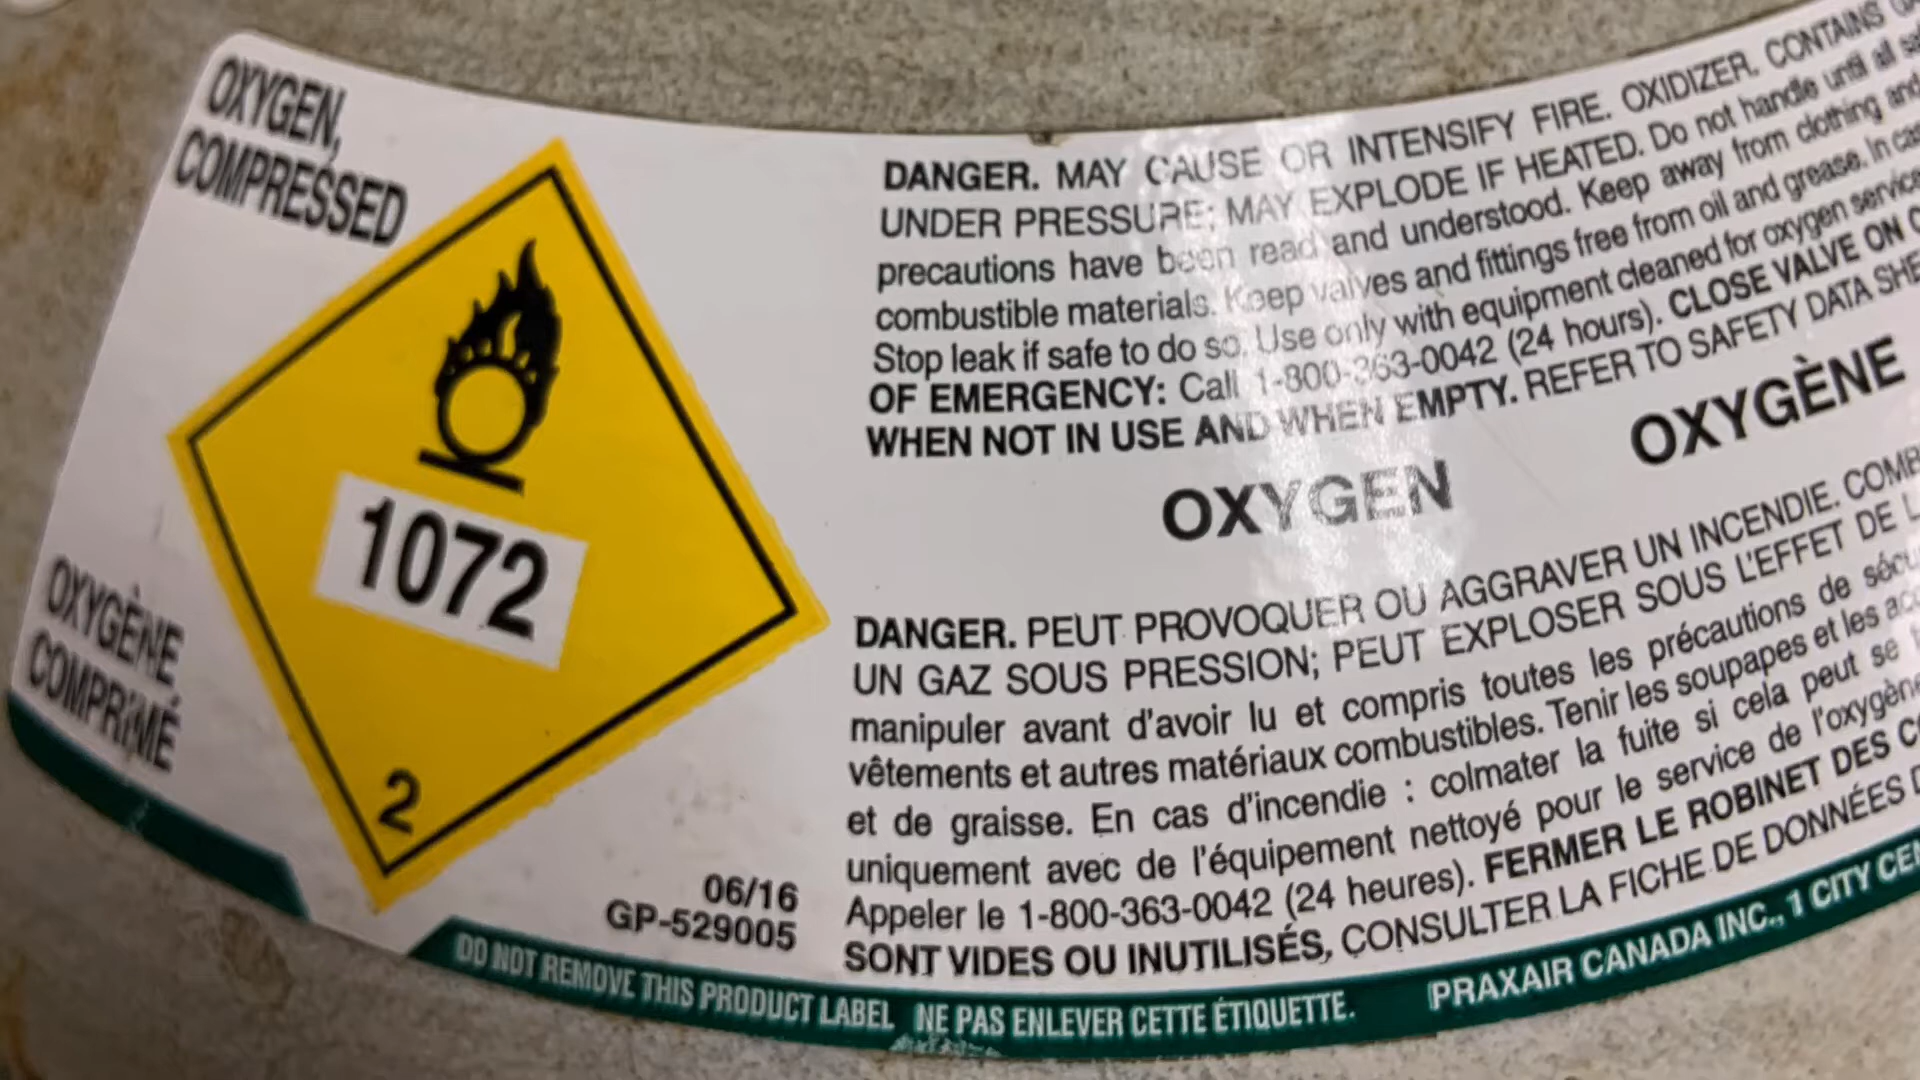 OXYGEN,
COMPRESSED
1072
2
OXYGÈNE
COMPRIMÉ
06/16
GP-529005
DANGER. MAY CAUSE OR INTENSIFY FIRE. OXIDIZER. CONTAINS
UNDER PRESSURE; MAY EXPLODE IF HEATED. Do not handle until all
precautions have been read and understood. Keep away from clothing and
combustible materials. Keep valves and fittings free from oil and grease. In
Stop leak if safe to do so. Use only with equipment cleaned for oxygen service
OF EMERGENCY: Call 1-800-363-0042 (24 hours). CLOSE VALVE ON
WHEN NOT IN USE AND WHEN EMPTY. REFER TO SAFETY DATA
OXYGEN
OXYGÈNE
DANGER. PEUT PROVOQUER OU AGGRAVER UN INCENDIE.
UN GAZ SOUS PRESSION; PEUT EXPLOSER SOUS L'EFFET DE
manipuler avant d'avoir lu et compris toutes les précautions de
vêtements et autres matériaux combustibles. Tenir les soupapes et les
et de graisse. En cas d'incendie : colmater la fuite si cela peut se
uniquement avec de l'équipement nettoyé pour le service de l'oxygène
Appeler le 1-800-363-0042 (24 heures). FERMER LE ROBINET DES
SONT VIDES OU INUTILISÉS, CONSULTER LA FICHE DE DONNÉES
DO NOT REMOVE THIS PRODUCT LABEL NE PAS ENLEVER CETTE ÉTIQUETTE. PRAXAIR CANADA INC., 1 CITY